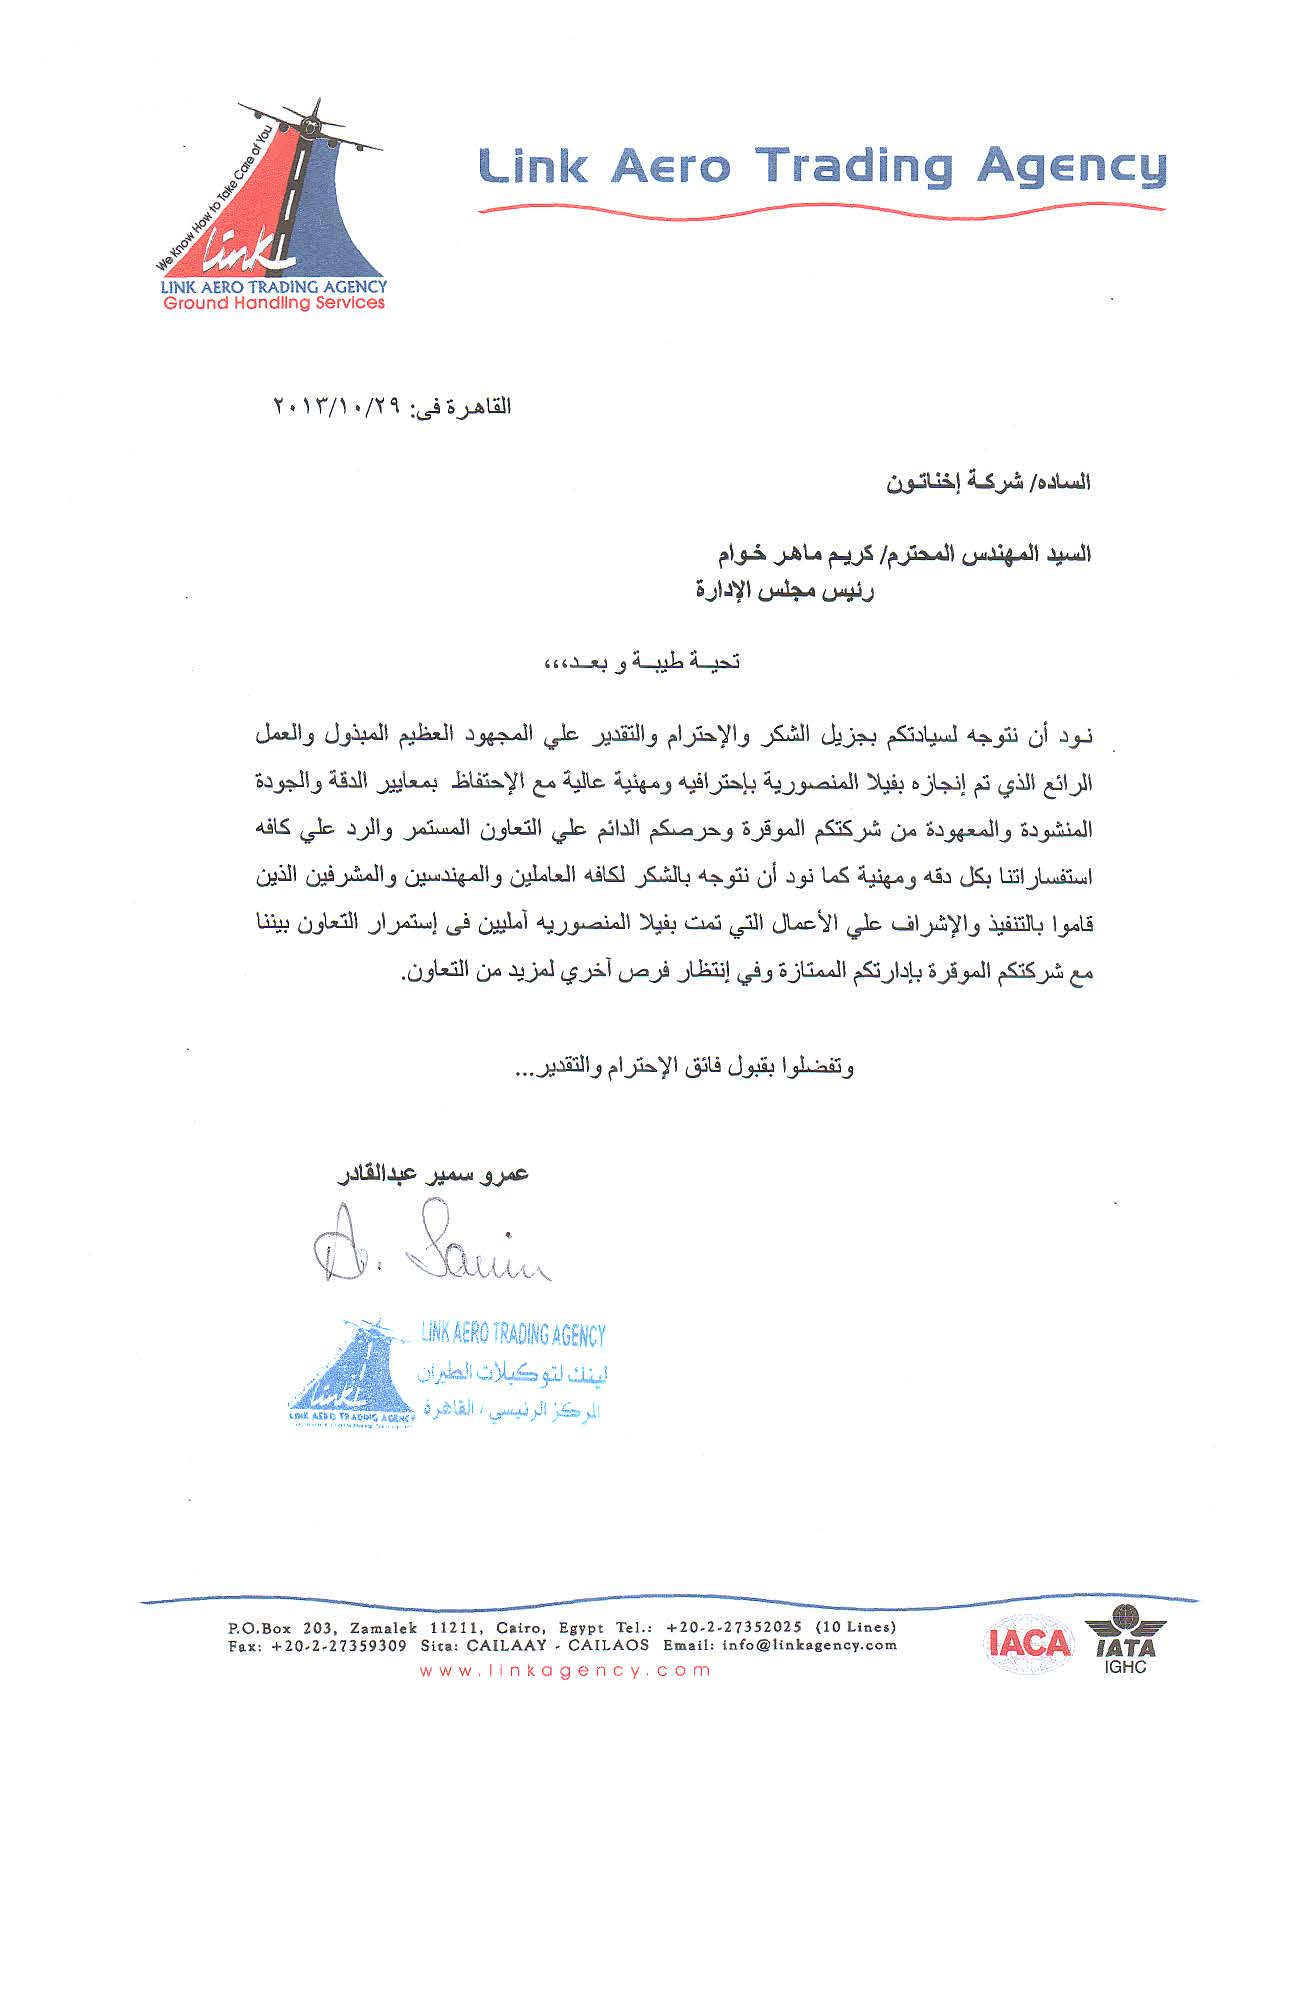 We Know How to Take Care of You
Link
LINK AERO TRADING AGENCY
Ground Handling Services
Link Aero Trading Agency
القاهرة فى: ٢٠١٣/١٠/٢٩
الساده/ شركة إخناتون
السيد المهندس المحترم/ كريم ماهر خوام
رئيس مجلس الإدارة
تحية طيبة و بعد،،،
نود أن نتوجه لسيادتكم بجزيل الشكر والإحترام والتقدير علي المجهود العظيم المبذول والعمل
الرائع الذي تم إنجازه بفيلا المنصورية بإحترافيه ومهنية عالية مع الإحتفاظ بمعايير الدقة والجودة
المنشودة والمعهودة من شركتكم الموقرة وحرصكم الدائم علي التعاون المستمر والرد علي كافه
استفساراتنا بكل دقه ومهنية كما نود أن نتوجه بالشكر لكافه العاملين والمهندسين والمشرفين الذين
قاموا بالتنفيذ والإشراف علي الأعمال التي تمت بفيلا المنصوريه آمليين فى إستمرار التعاون بيننا
مع شركتكم الموقرة بإدارتكم الممتازة وفي إنتظار فرص آخري لمزيد من التعاون.
وتفضلوا بقبول فائق الإحترام والتقدير...
عمرو سمير عبدالقادر
A. Samir
LINK AERO TRADING AGENCY
لينك لتوكيلات الطيران
المركز الرئيسي / القاهرة
Link
LINK AERO TRADING AGENCY
P.O.Box 203, Zamalek 11211, Cairo, Egypt Tel.: +20-2-27352025 (10 Lines)
Fax: +20-2-27359309 Sita: CAILAAY - CAILAOS Email: info@linkagency.com
www.linkagency.com
IACA
IATA
IGHC